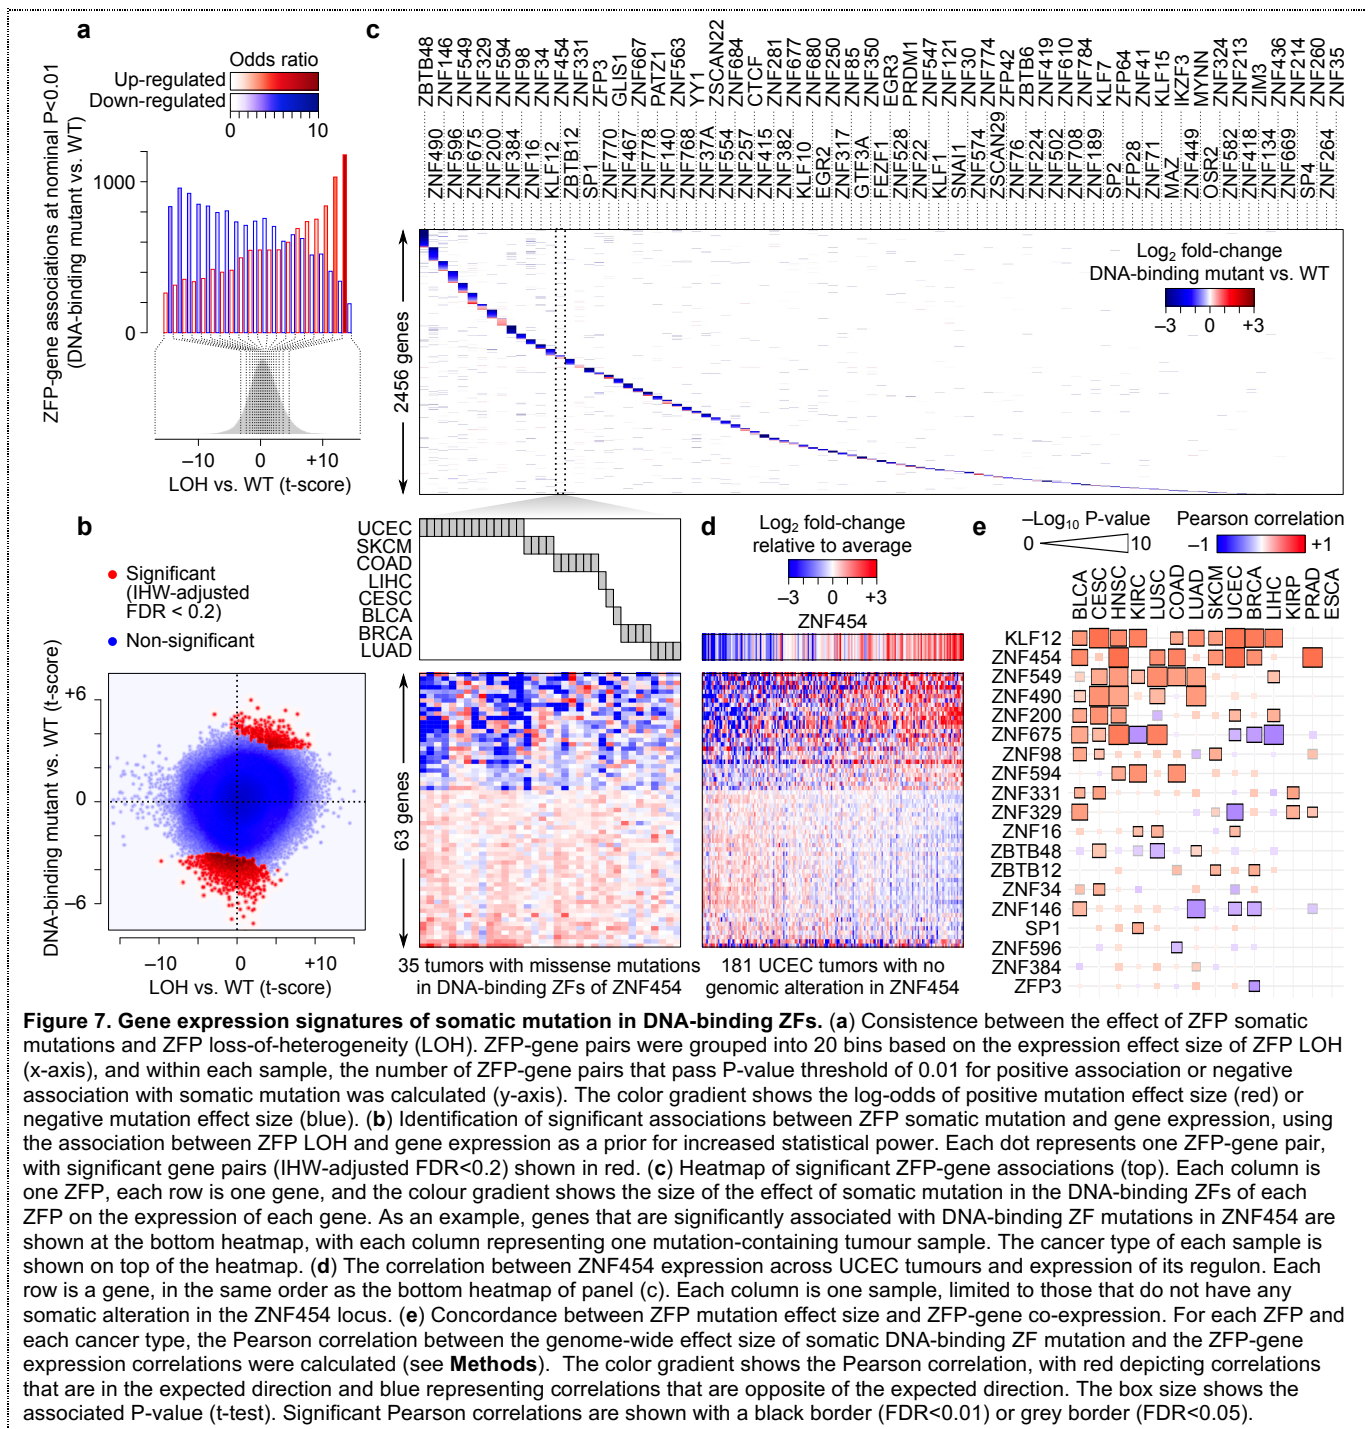 a
Odds ratio
Up-regulated
Down-regulated
0 10
ZFP-gene associations at nominal P<0.01
(DNA-binding mutant vs. WT)
1000
0
–10 0 +10
LOH vs. WT (t-score)
c
ZBTB48 ZNF146 ZNF549 ZNF329 ZNF594 ZNF98 ZNF34 ZNF454 ZNF331 ZFP3 GLIS1 ZNF667 PATZ1 ZNF563 YY1 ZSCAN22 ZNF684 CTCF ZNF281 ZNF677 ZNF680 ZNF250 ZNF85 ZNF350 EGR3 PRDM1 ZNF547 ZNF121 ZNF30 ZNF774 ZFP42 ZBTB6 ZNF419 ZNF610 ZNF784 KLF7 ZFP64 ZNF41 KLF15 IKZF3 MYNN ZNF324 ZNF213 ZIM3 ZNF436 ZNF214 ZNF260 ZNF35
ZNF490 ZNF596 ZNF675 ZNF200 ZNF384 ZNF16 KLF12 ZBTB12 SP1 ZNF770 ZNF467 ZNF778 ZNF140 ZNF768 ZNF37A ZNF554 ZNF257 ZNF415 ZNF382 KLF10 EGR2 ZNF317 GTF3A FEZF1 ZNF528 ZNF22 KLF1 SNAI1 ZNF574 ZSCAN29 ZNF76 ZNF224 ZNF502 ZNF708 ZNF189 SP2 ZFP28 ZNF71 MAZ ZNF449 OSR2 ZNF582 ZNF418 ZNF134 ZNF669 SP4 ZNF264
2456 genes
Log2 fold-change
DNA-binding mutant vs. WT
–3 0 +3
b
Significant
(IHW-adjusted
FDR < 0.2)
Non-significant
DNA-binding mutant vs. WT (t-score)
+6
0
–6
–10 0 +10
LOH vs. WT (t-score)
UCEC
SKCM
COAD
LIHC
CESC
BLCA
BRCA
LUAD
63 genes
35 tumors with missense mutations
in DNA-binding ZFs of ZNF454
d
Log2 fold-change
relative to average
–3 0 +3
ZNF454
181 UCEC tumors with no
genomic alteration in ZNF454
e
–Log10 P-value
0 10
Pearson correlation
–1 +1
BLCA CESC HNSC KIRC LUSC COAD LUAD SKCM UCEC BRCA LIHC KIRP PRAD ESCA
KLF12
ZNF454
ZNF549
ZNF490
ZNF200
ZNF675
ZNF98
ZNF594
ZNF331
ZNF329
ZNF16
ZBTB48
ZBTB12
ZNF34
ZNF146
SP1
ZNF596
ZNF384
ZFP3
Figure 7. Gene expression signatures of somatic mutation in DNA-binding ZFs. (a) Consistence between the effect of ZFP somatic
mutations and ZFP loss-of-heterogeneity (LOH). ZFP-gene pairs were grouped into 20 bins based on the expression effect size of ZFP LOH
(x-axis), and within each sample, the number of ZFP-gene pairs that pass P-value threshold of 0.01 for positive association or negative
association with somatic mutation was calculated (y-axis). The color gradient shows the log-odds of positive mutation effect size (red) or
negative mutation effect size (blue). (b) Identification of significant associations between ZFP somatic mutation and gene expression, using
the association between ZFP LOH and gene expression as a prior for increased statistical power. Each dot represents one ZFP-gene pair,
with significant gene pairs (IHW-adjusted FDR<0.2) shown in red. (c) Heatmap of significant ZFP-gene associations (top). Each column is
one ZFP, each row is one gene, and the colour gradient shows the size of the effect of somatic mutation in the DNA-binding ZFs of each
ZFP on the expression of each gene. As an example, genes that are significantly associated with DNA-binding ZF mutations in ZNF454 are
shown at the bottom heatmap, with each column representing one mutation-containing tumour sample. The cancer type of each sample is
shown on top of the heatmap. (d) The correlation between ZNF454 expression across UCEC tumours and expression of its regulon. Each
row is a gene, in the same order as the bottom heatmap of panel (c). Each column is one sample, limited to those that do not have any
somatic alteration in the ZNF454 locus. (e) Concordance between ZFP mutation effect size and ZFP-gene co-expression. For each ZFP and
each cancer type, the Pearson correlation between the genome-wide effect size of somatic DNA-binding ZF mutation and the ZFP-gene
expression correlations were calculated (see Methods). The color gradient shows the Pearson correlation, with red depicting correlations
that are in the expected direction and blue representing correlations that are opposite of the expected direction. The box size shows the
associated P-value (t-test). Significant Pearson correlations are shown with a black border (FDR<0.01) or grey border (FDR<0.05).